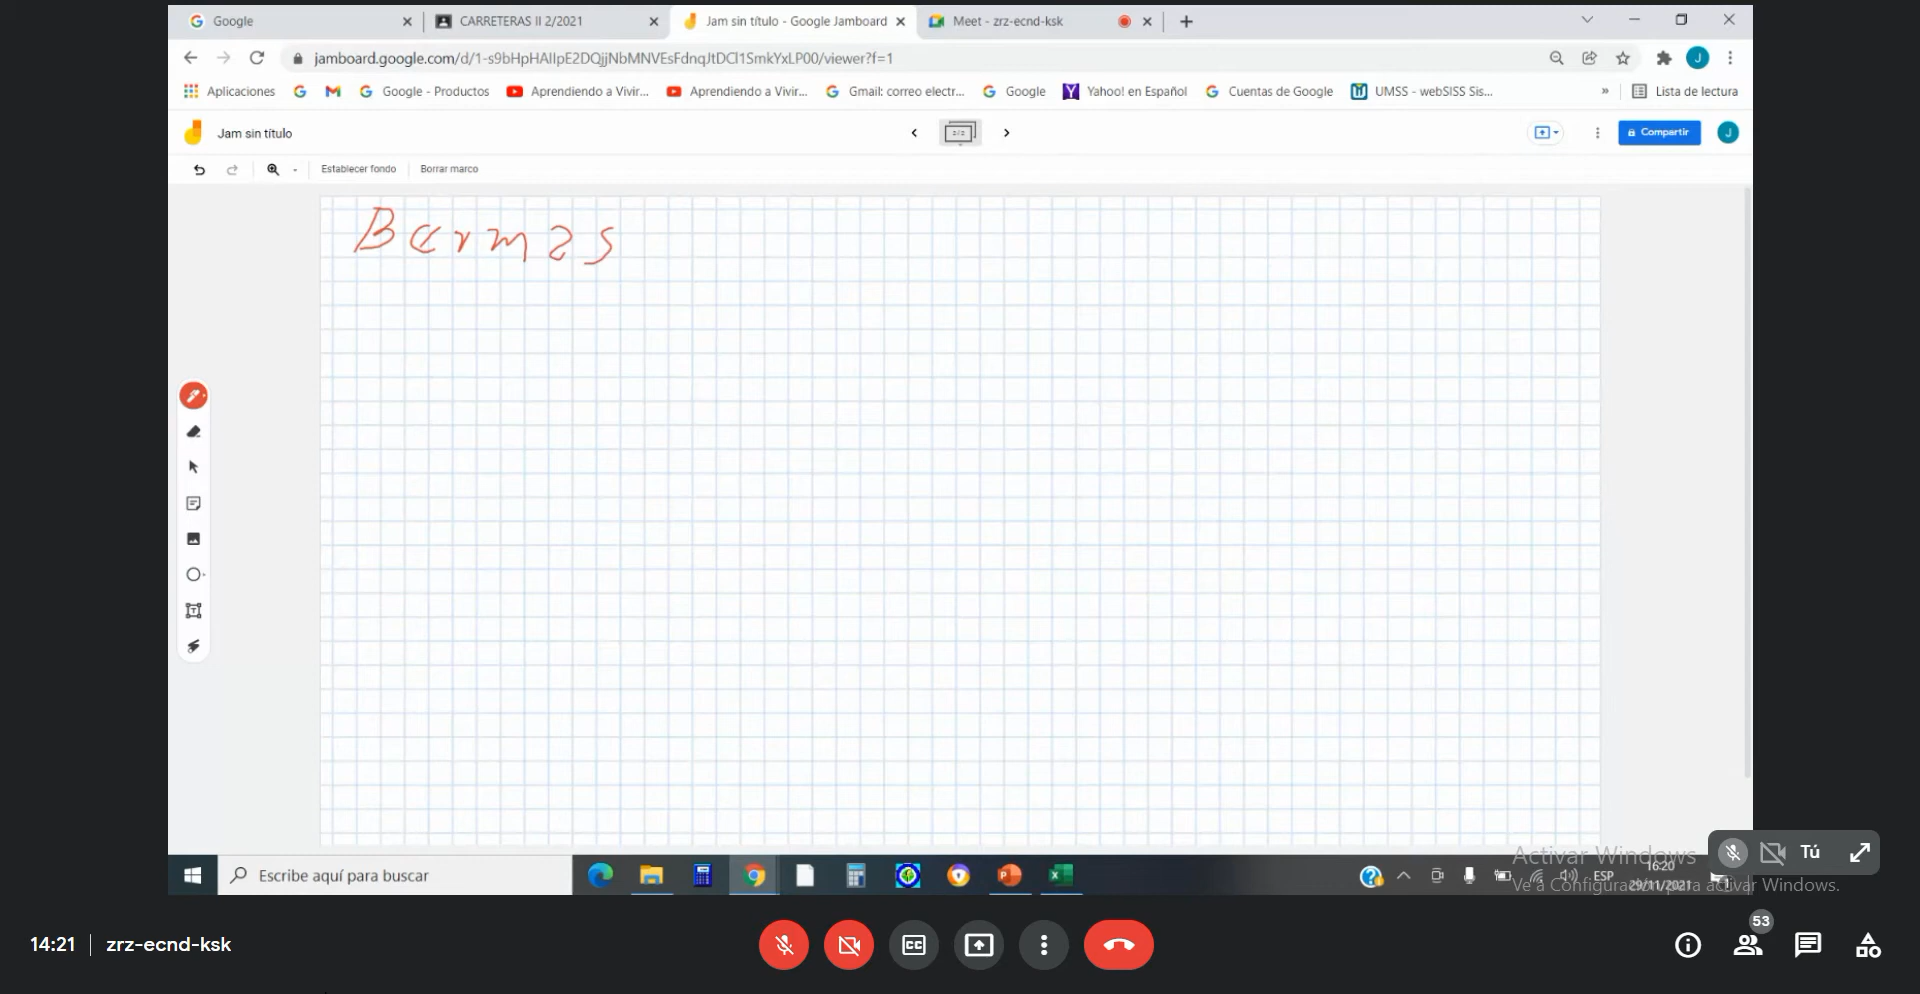 Google
CARRETERAS II 2/2021
Jam sin título - Google Jamboard
Meet - zrz-ecnd-ksk
jamboard.google.com/d/1-s9bHpHAIIpE2DQjjNbMNVEsFdnqJtDCl1SmkYxLP00/viewer?f=1
J
Aplicaciones
Google - Productos
Aprendiendo a Vivir...
Aprendiendo a Vivir...
Gmail: correo electr...
Google
Yahoo! en Español
Cuentas de Google
UMSS - webSISS Sis...
»
Lista de lectura
Jam sin título
2/2
Compartir
J
Establecer fondo
Borrar marco
Bermas
Activar Windows
Ve a Configuración para activar Windows.
Tú
Escribe aquí para buscar
ESP
16:20
29/11/2021
14:21
zrz-ecnd-ksk
CC
53